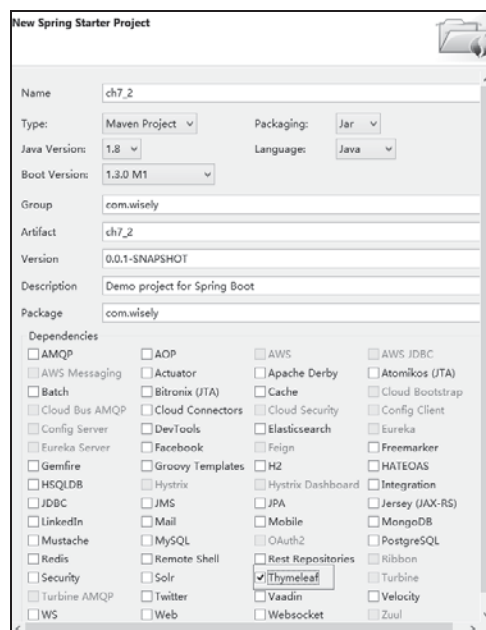 New Spring Starter Project
Name ch7_2
Type: Maven Project Packaging: Jar
Java Version: 1.8 Language: Java
Boot Version: 1.3.0 M1
Group com.wisely
Artifact ch7_2
Version 0.0.1-SNAPSHOT
Description Demo project for Spring Boot
Package com.wisely
Dependencies
AMQP AOP AWS AWS JDBC
AWS Messaging Actuator Apache Derby Atomikos (JTA)
Batch Bitronix (JTA) Cache Cloud Bootstrap
Cloud Bus AMQP Cloud Connectors Cloud Security Config Client
Config Server DevTools Elasticsearch Eureka
Eureka Server Facebook Feign Freemarker
Gemfire Groovy Templates H2 HATEOAS
HSQLDB Hystrix Hystrix Dashboard Integration
JDBC JMS JPA Jersey (JAX-RS)
LinkedIn Mail Mobile MongoDB
Mustache MySQL OAuth2 PostgreSQL
Redis Remote Shell Rest Repositories Ribbon
Security Solr Thymeleaf Turbine
Turbine AMQP Twitter Vaadin Velocity
WS Web Websocket Zuul